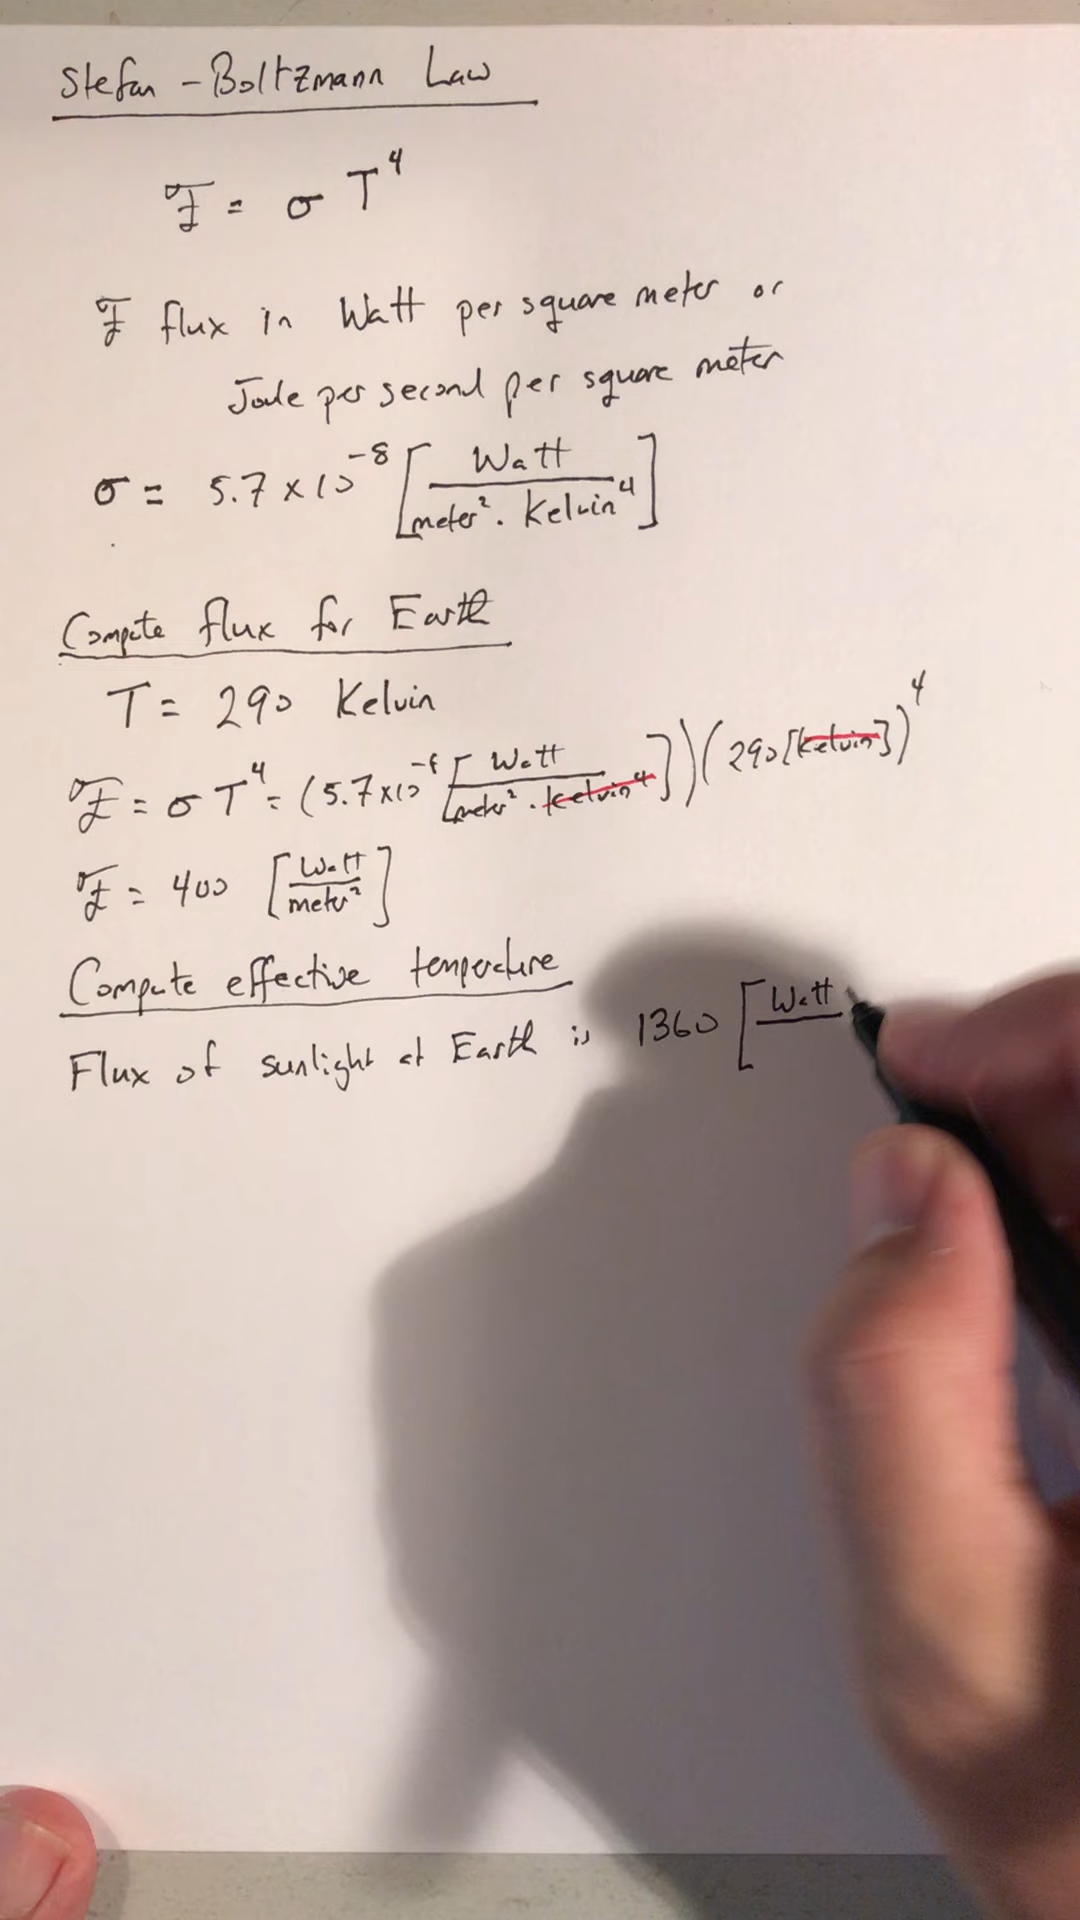 Stefan - Boltzmann Law
F = σ T⁴
F flux in Watt per square meter or
Joule per second per square meter
σ = 5.7 x 10⁻⁸ [Watt / meter² . Kelvin⁴]
Compute flux for Earth
T = 290 Kelvin
F = σ T⁴ = (5.7x10⁻⁸ [Watt / meter² . Kelvin⁴])(290[Kelvin])⁴
F = 400 [Watt / meter²]
Compute effective temperature
Flux of sunlight at Earth is 1360 [Watt